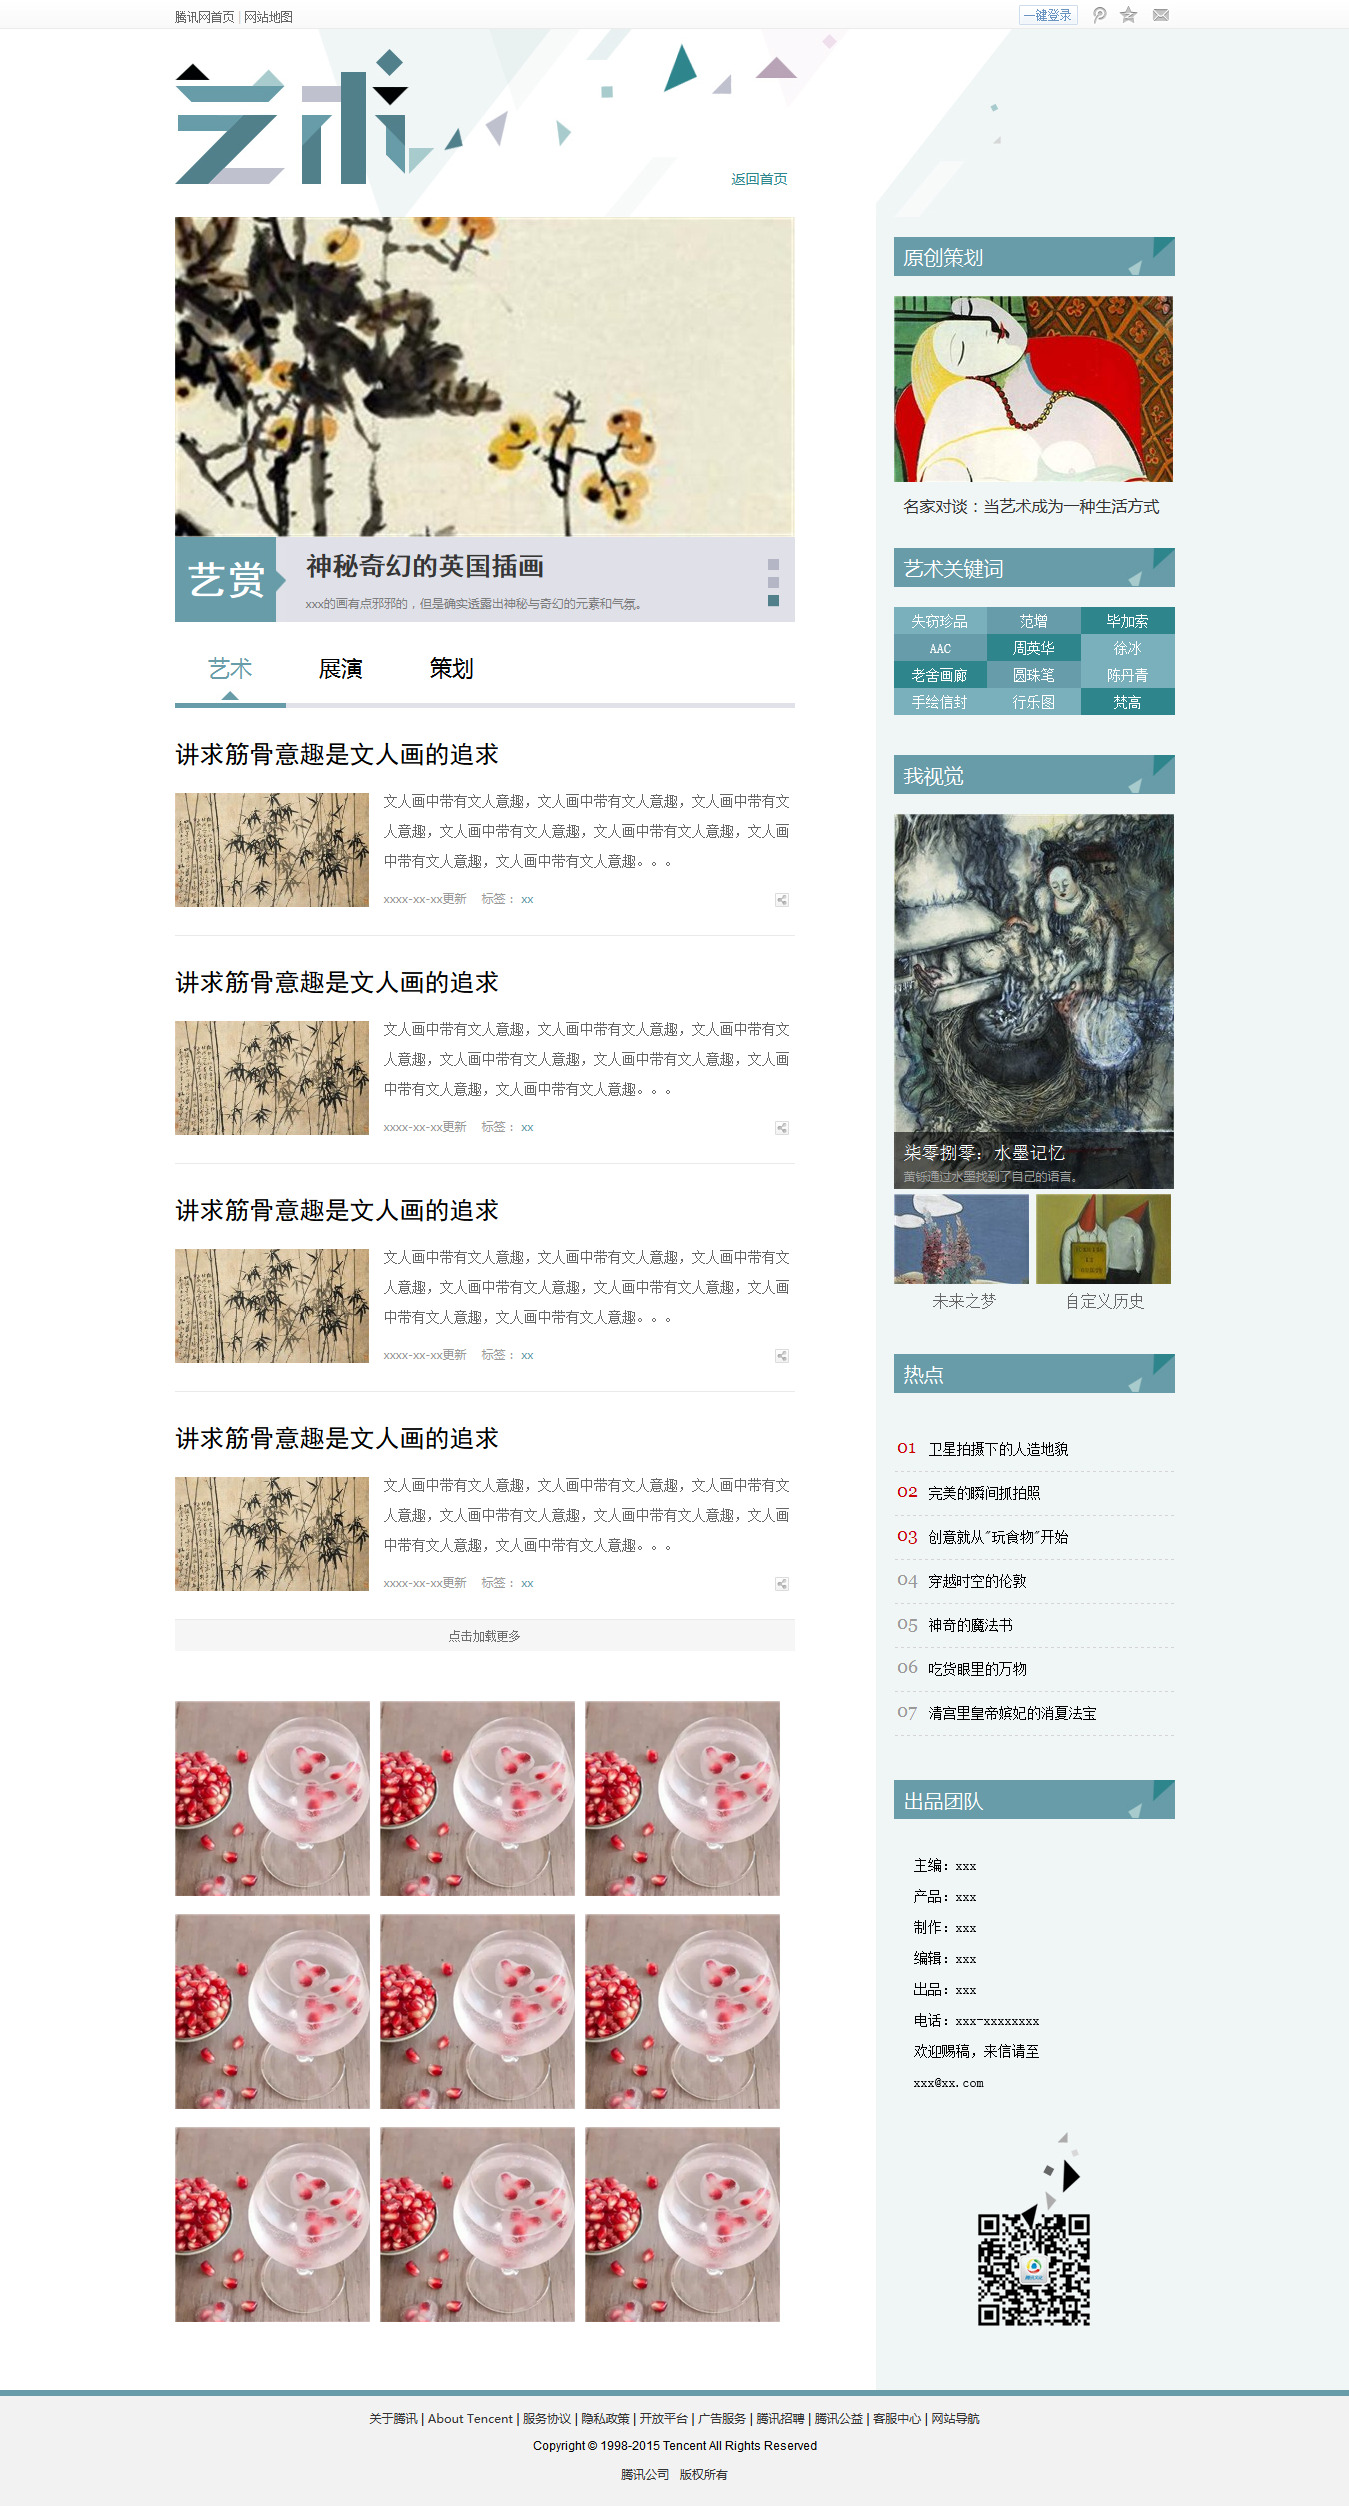 腾讯网首页 | 网站地图
一键登录
艺术
返回首页
艺赏
神秘奇幻的英国插画
xxx的画有点邪邪的，但是确实透露出神秘与奇幻的元素和气氛。
艺术 展演 策划
讲求筋骨意趣是文人画的追求
文人画中带有文人意趣，文人画中带有文人意趣，文人画中带有文
人意趣，文人画中带有文人意趣，文人画中带有文人意趣，文人画
中带有文人意趣，文人画中带有文人意趣。。。
xxxx-xx-xx更新 标签： xx
讲求筋骨意趣是文人画的追求
文人画中带有文人意趣，文人画中带有文人意趣，文人画中带有文
人意趣，文人画中带有文人意趣，文人画中带有文人意趣，文人画
中带有文人意趣，文人画中带有文人意趣。。。
xxxx-xx-xx更新 标签： xx
讲求筋骨意趣是文人画的追求
文人画中带有文人意趣，文人画中带有文人意趣，文人画中带有文
人意趣，文人画中带有文人意趣，文人画中带有文人意趣，文人画
中带有文人意趣，文人画中带有文人意趣。。。
xxxx-xx-xx更新 标签： xx
讲求筋骨意趣是文人画的追求
文人画中带有文人意趣，文人画中带有文人意趣，文人画中带有文
人意趣，文人画中带有文人意趣，文人画中带有文人意趣，文人画
中带有文人意趣，文人画中带有文人意趣。。。
xxxx-xx-xx更新 标签： xx
点击加载更多
原创策划
名家对谈：当艺术成为一种生活方式
艺术关键词
失窃珍品 范增 毕加索
AAC 周英华 徐冰
老舍画廊 圆珠笔 陈丹青
手绘信封 行乐图 梵高
我视觉
柒零捌零：水墨记忆
黄铄通过水墨找到了自己的语言。
未来之梦 自定义历史
热点
01 卫星拍摄下的人造地貌
02 完美的瞬间抓拍照
03 创意就从"玩食物"开始
04 穿越时空的伦敦
05 神奇的魔法书
06 吃货眼里的万物
07 清宫里皇帝嫔妃的消夏法宝
出品团队
主编：xxx
产品：xxx
制作：xxx
编辑：xxx
出品：xxx
电话：xxx-xxxxxxxx
欢迎赐稿，来信请至
xxx@xx.com
关于腾讯 | About Tencent | 服务协议 | 隐私政策 | 开放平台 | 广告服务 | 腾讯招聘 | 腾讯公益 | 客服中心 | 网站导航
Copyright © 1998-2015 Tencent All Rights Reserved
腾讯公司 版权所有